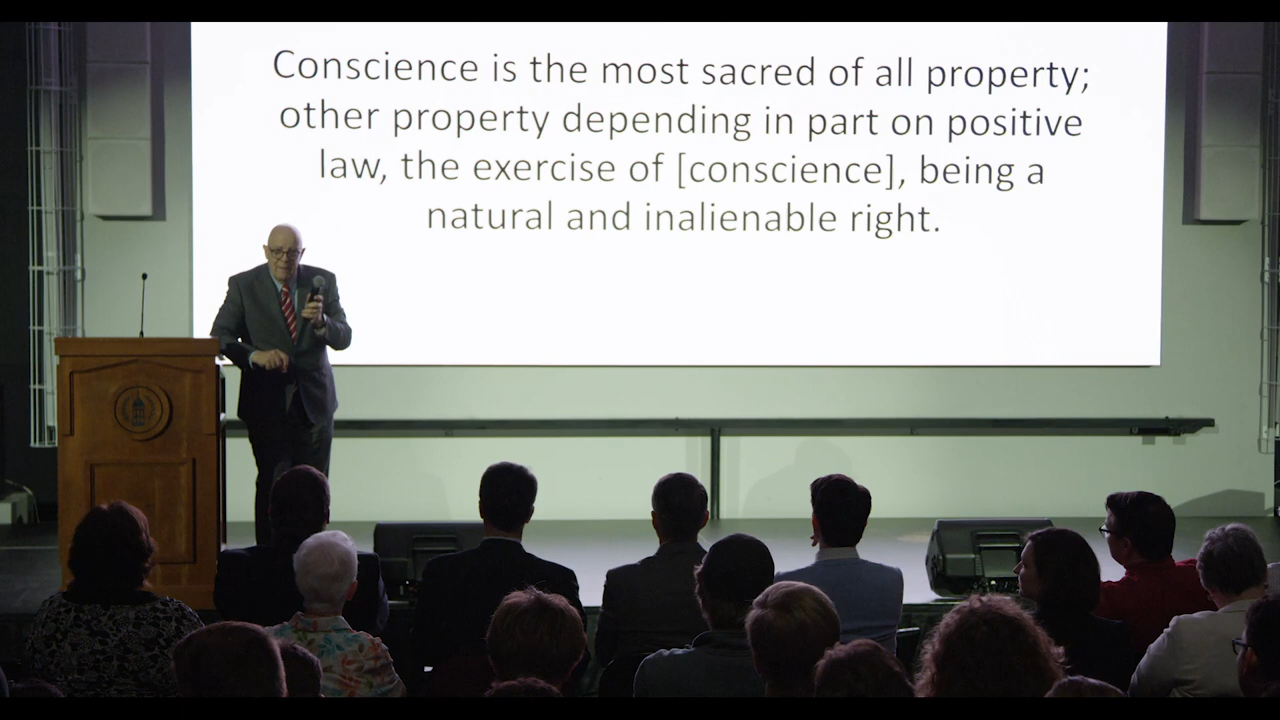 Conscience is the most sacred of all property;
other property depending in part on positive
law, the exercise of [conscience], being a
natural and inalienable right.